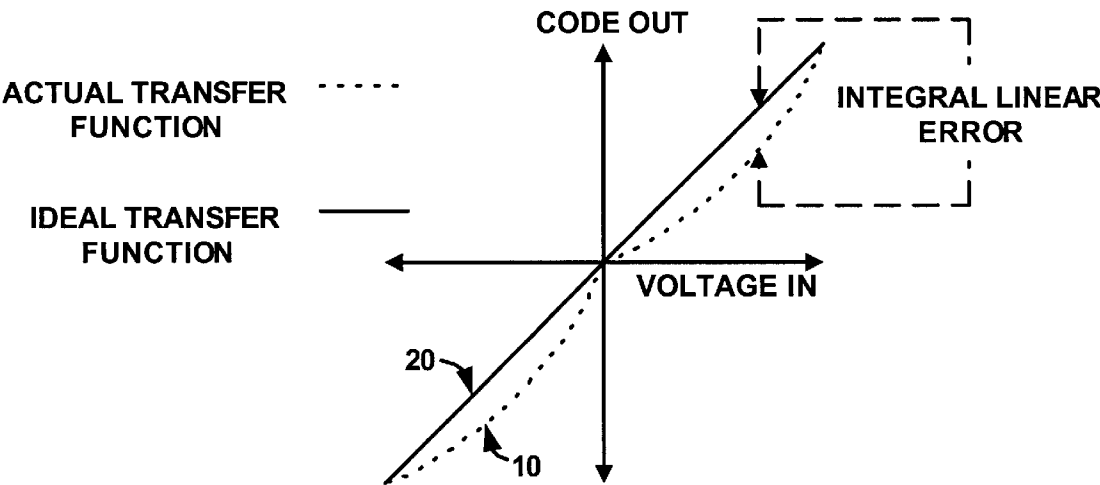 CODE OUT
ACTUAL TRANSFER
FUNCTION
INTEGRAL LINEAR
ERROR
IDEAL TRANSFER
FUNCTION
VOLTAGE IN
20
10